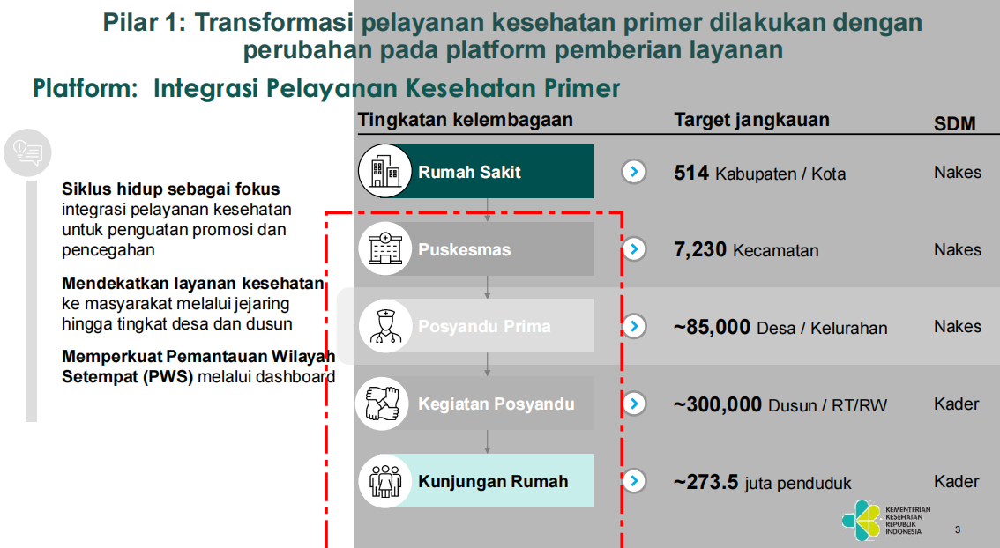 Pilar 1: Transformasi pelayanan kesehatan primer dilakukan dengan
perubahan pada platform pemberian layanan
Platform: Integrasi Pelayanan Kesehatan Primer
Siklus hidup sebagai fokus
integrasi pelayanan kesehatan
untuk penguatan promosi dan
pencegahan
Mendekatkan layanan kesehatan
ke masyarakat melalui jejaring
hingga tingkat desa dan dusun
Memperkuat Pemantauan Wilayah
Setempat (PWS) melalui dashboard
Tingkatan kelembagaan Target jangkauan SDM
Rumah Sakit 514 Kabupaten / Kota Nakes
Puskesmas 7,230 Kecamatan Nakes
Posyandu Prima ~85,000 Desa / Kelurahan Nakes
Kegiatan Posyandu ~300,000 Dusun / RT/RW Kader
Kunjungan Rumah ~273.5 juta penduduk Kader
KEMENTERIAN
KESEHATAN
REPUBLIK
INDONESIA
3